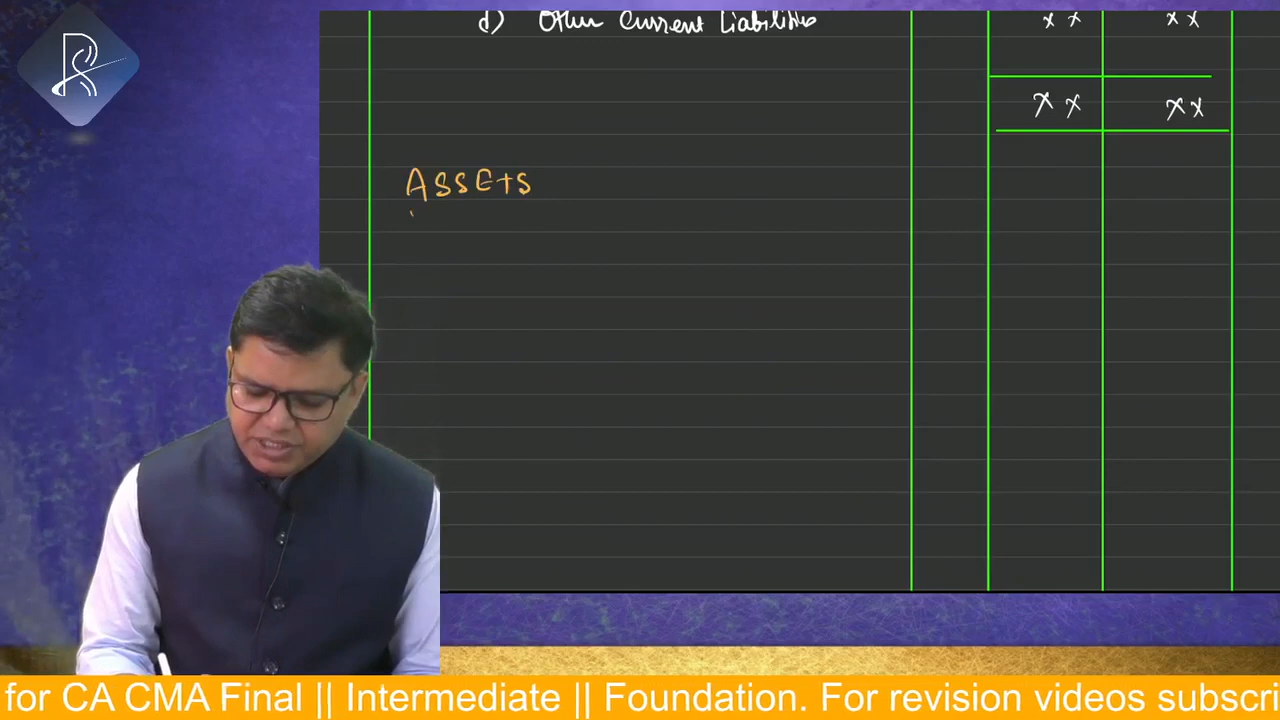 d) Other Current Liabilities x x x x
x x x x
ASSETS
for CA CMA Final || Intermediate || Foundation. For revision videos subscri